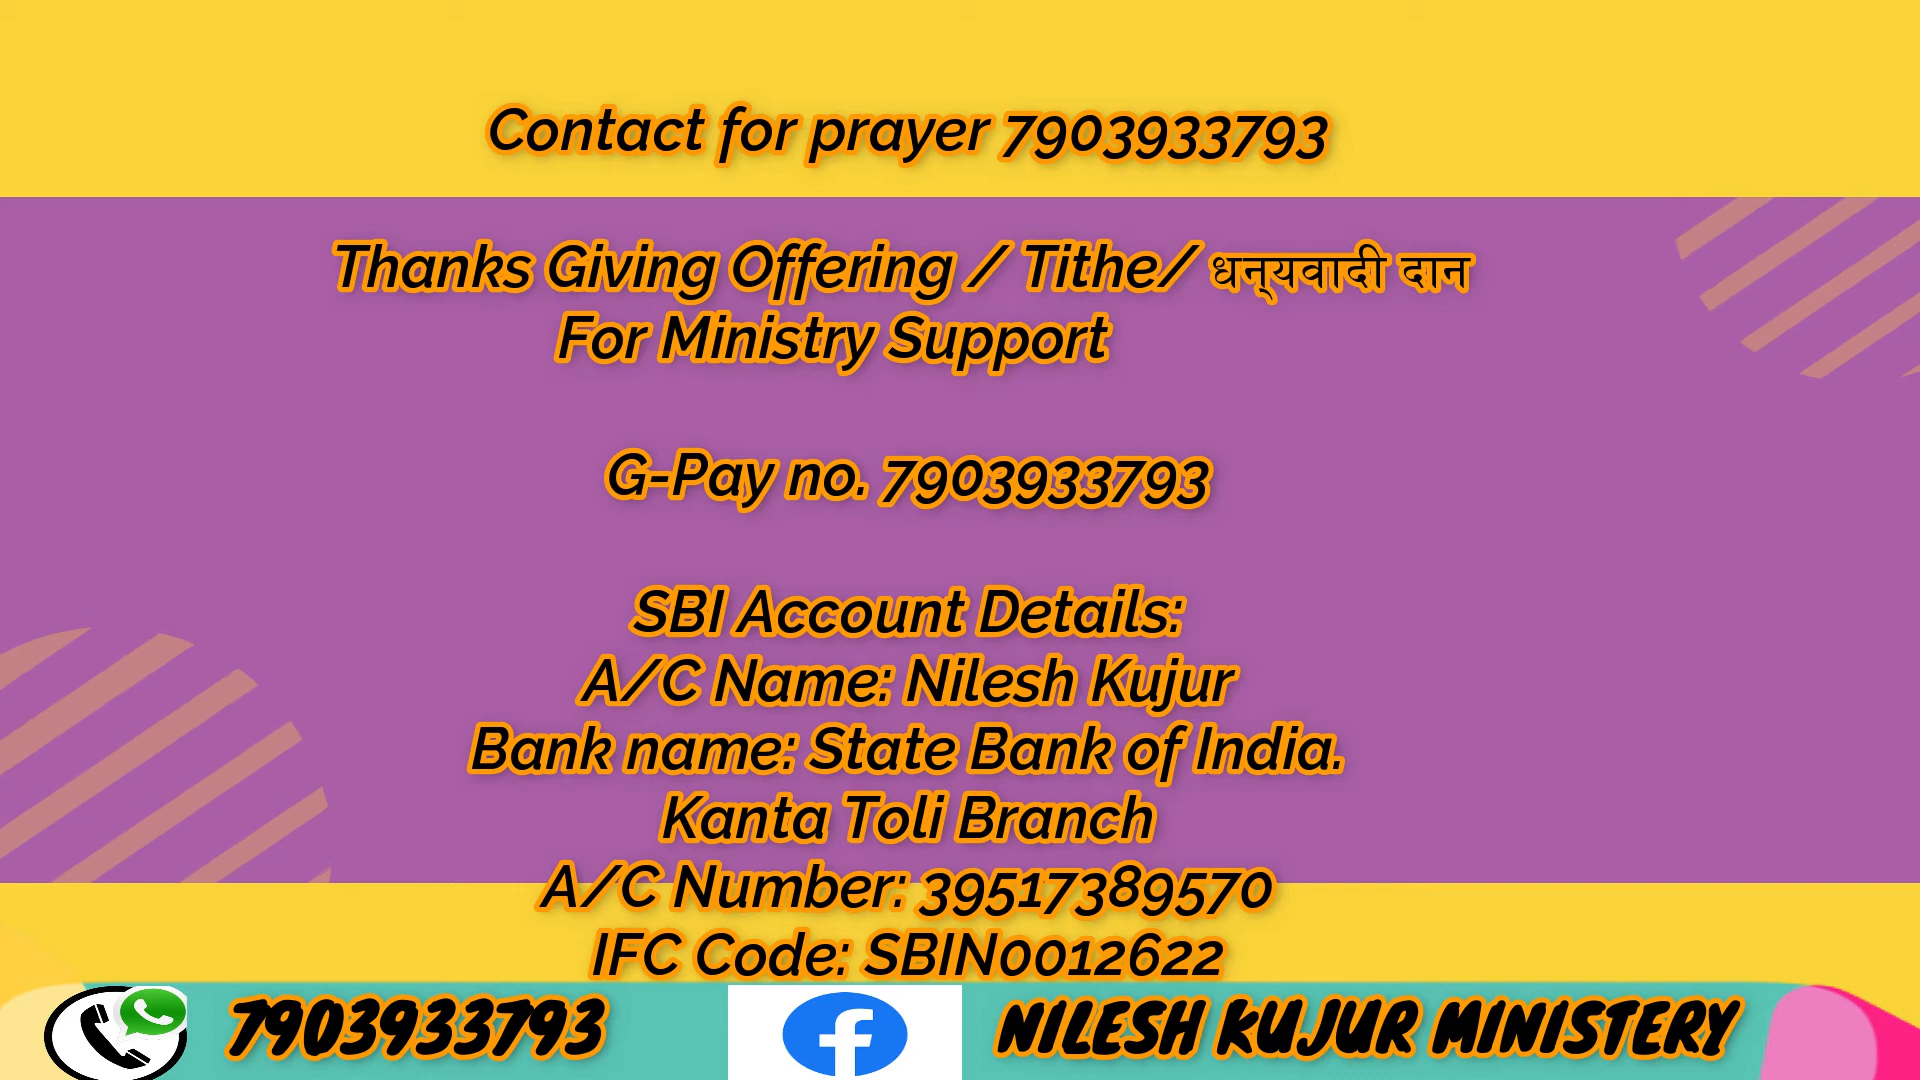 Contact for prayer 7903933793
Thanks Giving Offering / Tithe/ धन्यवादी दान
For Ministry Support
G-Pay no. 7903933793
SBI Account Details:
A/C Name: Nilesh Kujur
Bank name: State Bank of India.
Kanta Toli Branch
A/C Number: 39517389570
IFC Code: SBIN0012622
7903933793
NILESH KUJUR MINISTERY